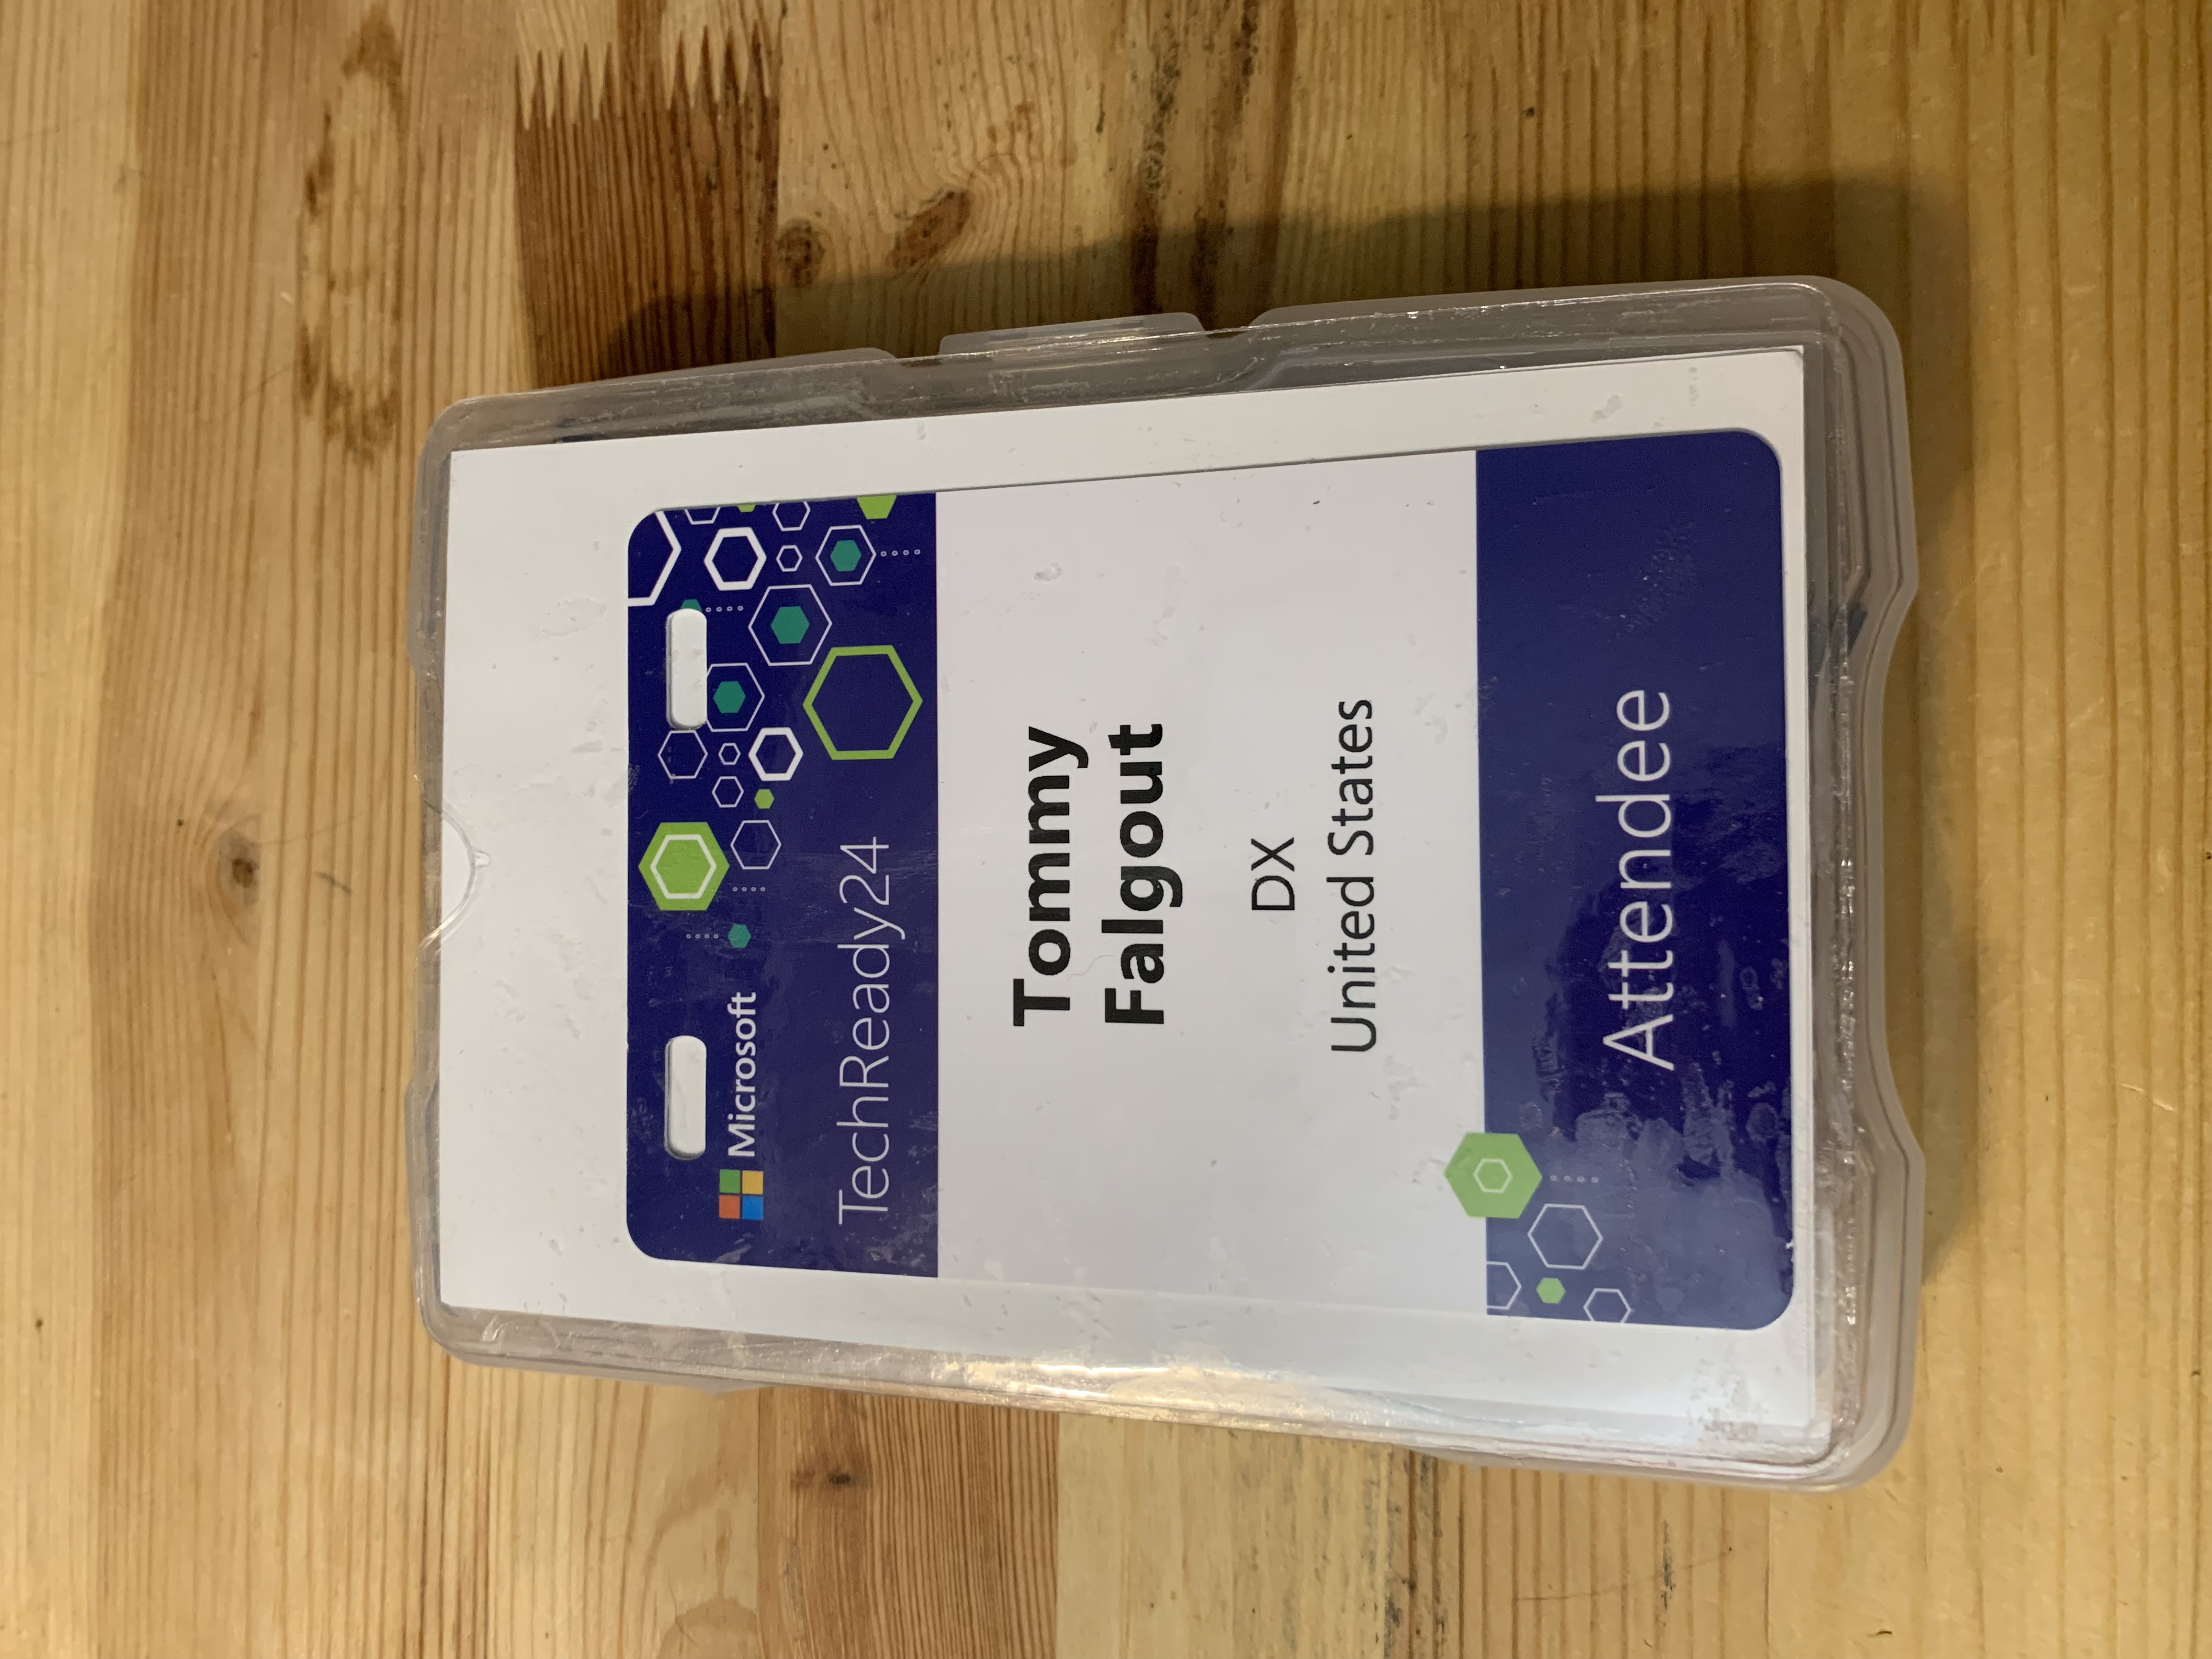 Microsoft
TechReady24
Tommy
Falgout
DX
United States
Attendee